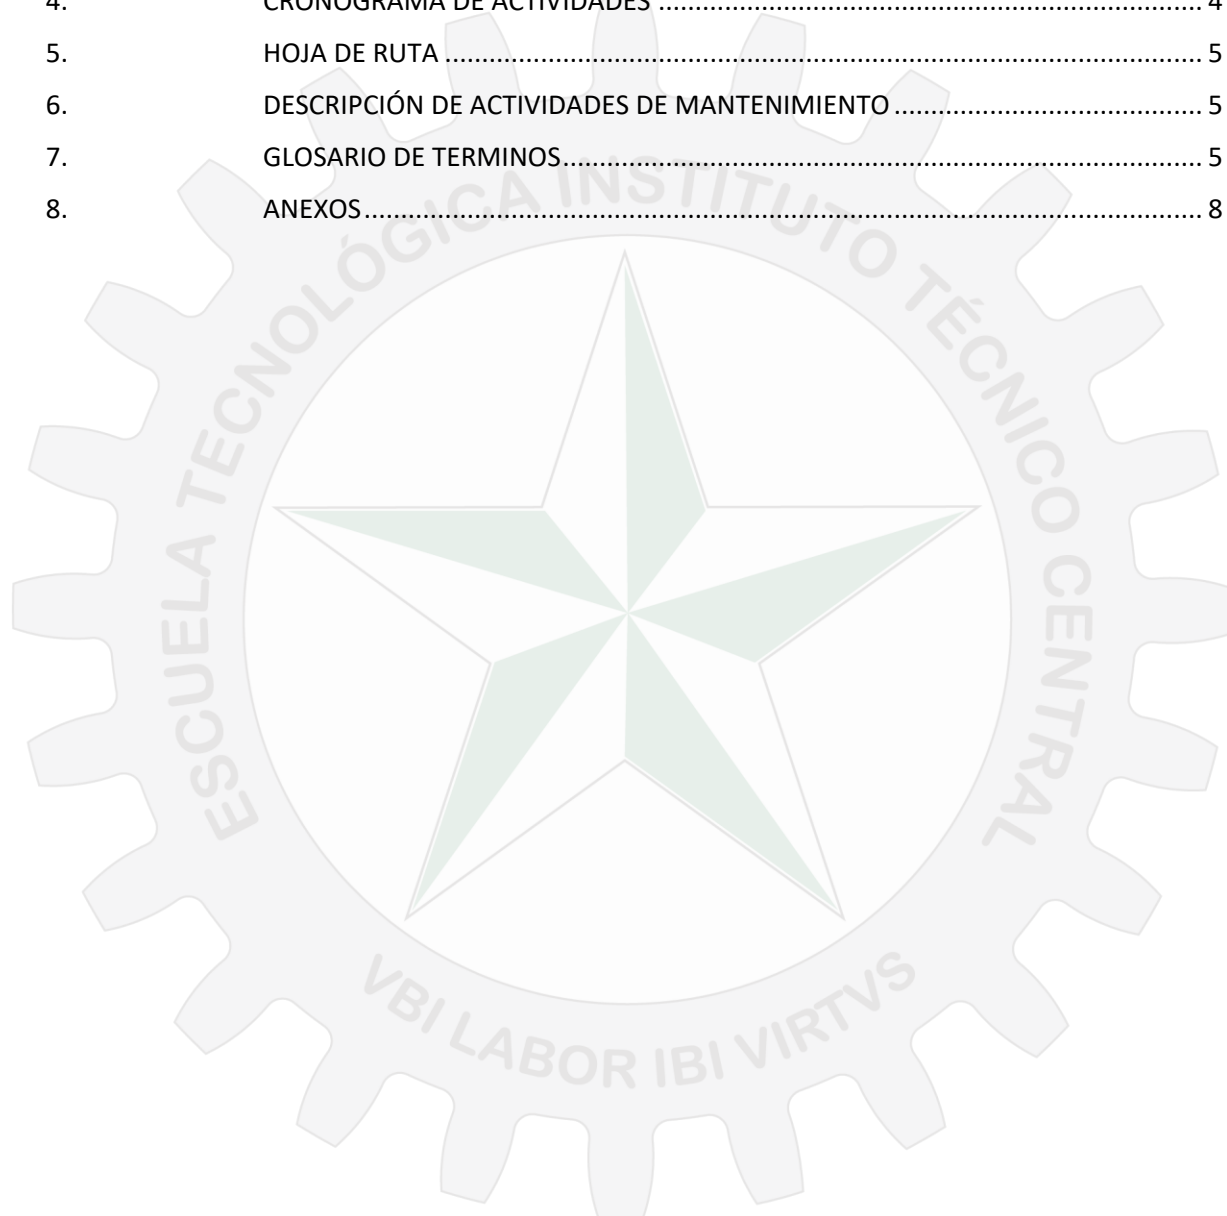 4. CRONOGRAMA DE ACTIVIDADES ........ 4
5. HOJA DE RUTA ........ 5
6. DESCRIPCIÓN DE ACTIVIDADES DE MANTENIMIENTO ........ 5
7. GLOSARIO DE TERMINOS ........ 5
8. ANEXOS ........ 8
ESCUELA TECNOLÓGICA INSTITUTO TÉCNICO CENTRAL
VBI LABOR IBI VIRTVS